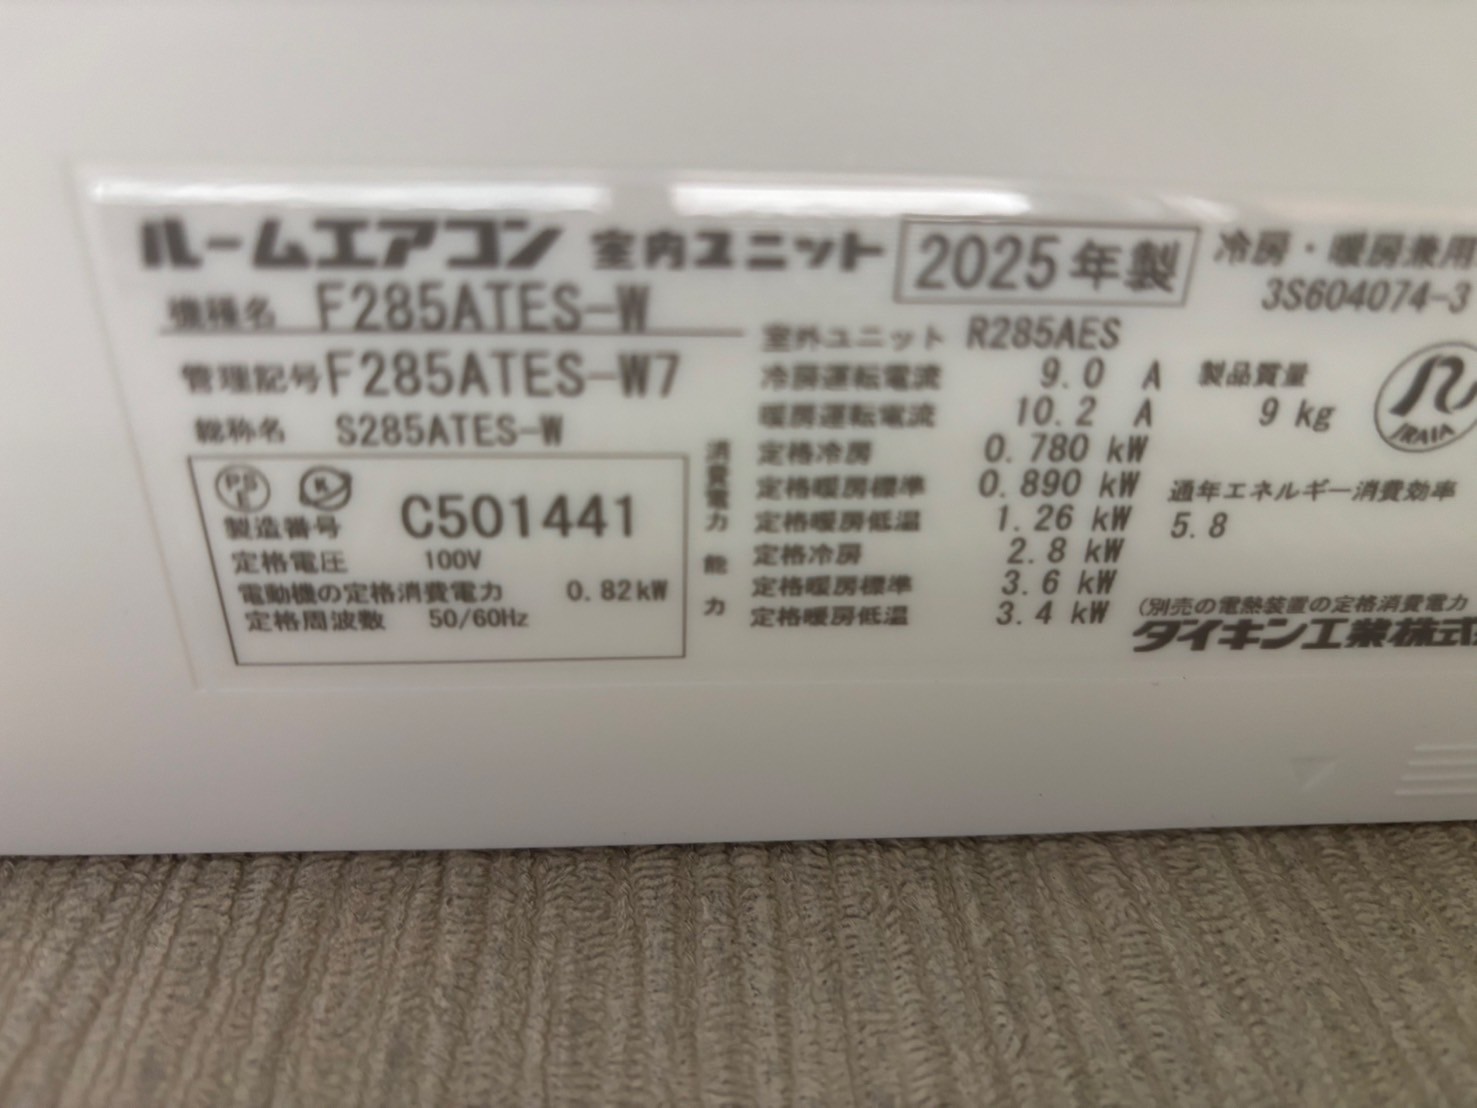 ルームエアコン 室内ユニット 2025年製 冷房・暖房兼用
機種名 F285ATES-W 3S604074-3
管理記号 F285ATES-W7
総称名 S285ATES-W
PSE
製造番号 C501441
定格電圧 100V
電動機の定格消費電力 0.82kW
定格周波数 50/60Hz
室外ユニット R285AES
冷房運転電流 9.0 A
暖房運転電流 10.2 A
消費電力
定格冷房 0.780 kW
定格暖房標準 0.890 kW
定格暖房低温 1.26 kW
能力
定格冷房 2.8 kW
定格暖房標準 3.6 kW
定格暖房低温 3.4 kW
製品質量
9 kg
JRAIA
通年エネルギー消費効率
5.8
(別売の電熱装置の定格消費電力
ダイキン工業株式